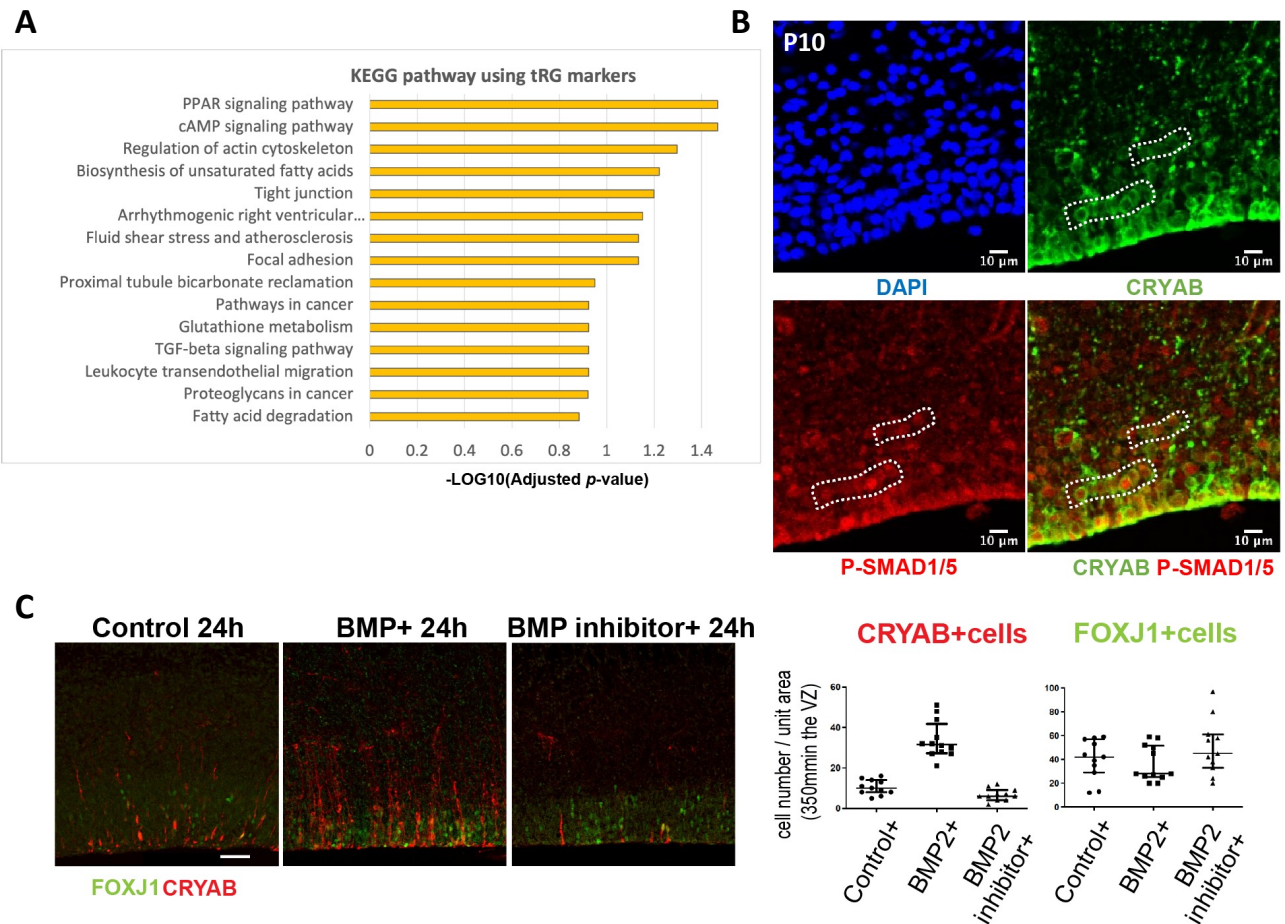 A
KEGG pathway using tRG markers
PPAR signaling pathway
cAMP signaling pathway
Regulation of actin cytoskeleton
Biosynthesis of unsaturated fatty acids
Tight junction
Arrhythmogenic right ventricular...
Fluid shear stress and atherosclerosis
Focal adhesion
Proximal tubule bicarbonate reclamation
Pathways in cancer
Glutathione metabolism
TGF-beta signaling pathway
Leukocyte transendothelial migration
Proteoglycans in cancer
Fatty acid degradation
0 0.2 0.4 0.6 0.8 1 1.2 1.4
-LOG10(Adjusted p-value)
B
P10
10 µm
10 µm
DAPI
CRYAB
10 µm
10 µm
P-SMAD1/5
CRYAB P-SMAD1/5
C
Control 24h
BMP+ 24h
BMP inhibitor+ 24h
FOXJ1 CRYAB
CRYAB+cells
FOXJ1+cells
cell number / unit area
(350mmin the VZ)
60
40
20
0
Control+
BMP2+
BMP2
inhibitor+
100
80
60
40
20
0
Control+
BMP2+
BMP2
inhibitor+